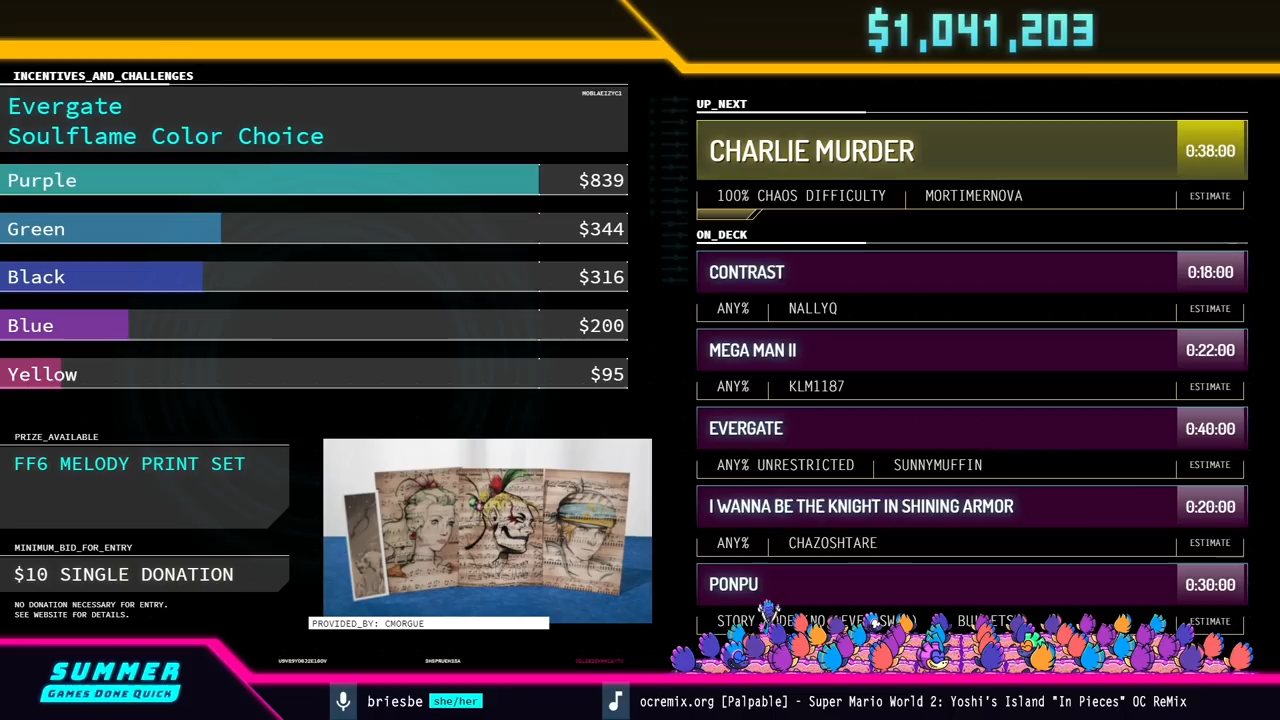 $1,041,203
INCENTIVES_AND_CHALLENGES
MOBLAEIZYC1
Evergate
Soulflame Color Choice
Purple $839
Green $344
Black $316
Blue $200
Yellow $95
PRIZE_AVAILABLE
FF6 MELODY PRINT SET
MINIMUM_BID_FOR_ENTRY
$10 SINGLE DONATION
NO DONATION NECESSARY FOR ENTRY.
SEE WEBSITE FOR DETAILS.
PROVIDED_BY: CMORGUE
UP_NEXT
CHARLIE MURDER 0:38:00
100% CHAOS DIFFICULTY MORTIMERNOVA ESTIMATE
ON_DECK
CONTRAST 0:18:00
ANY% NALLYQ ESTIMATE
MEGA MAN II 0:22:00
ANY% KLM1187 ESTIMATE
EVERGATE 0:40:00
ANY% UNRESTRICTED SUNNYMUFFIN ESTIMATE
I WANNA BE THE KNIGHT IN SHINING ARMOR 0:20:00
ANY% CHAZOSHTARE ESTIMATE
PONPU 0:30:00
STORY ESTIMATE
SUMMER
GAMES DONE QUICK
briesbe she/her
ocremix.org [Palpable] - Super Mario World 2: Yoshi's Island "In Pieces" OC ReMix